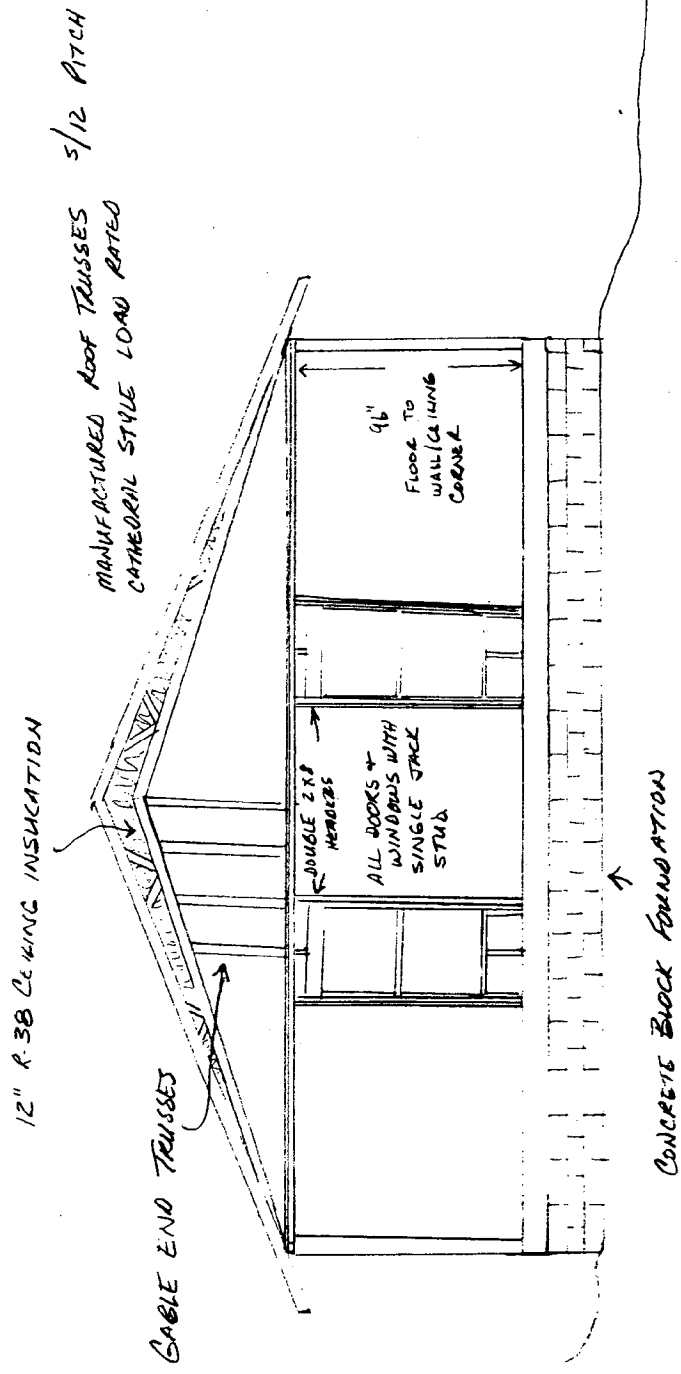 12" R-38 CEILING INSULATION
MANUFACTURED ROOF TRUSSES 5/12 PITCH
CATHEDRAL STYLE LOAD RATED
GABLE END TRUSSES
DOUBLE 2x8
HEADERS
ALL DOORS +
WINDOWS WITH
SINGLE JACK
STUD
96"
FLOOR TO
WALL/CEILING
CORNER
CONCRETE BLOCK FOUNDATION